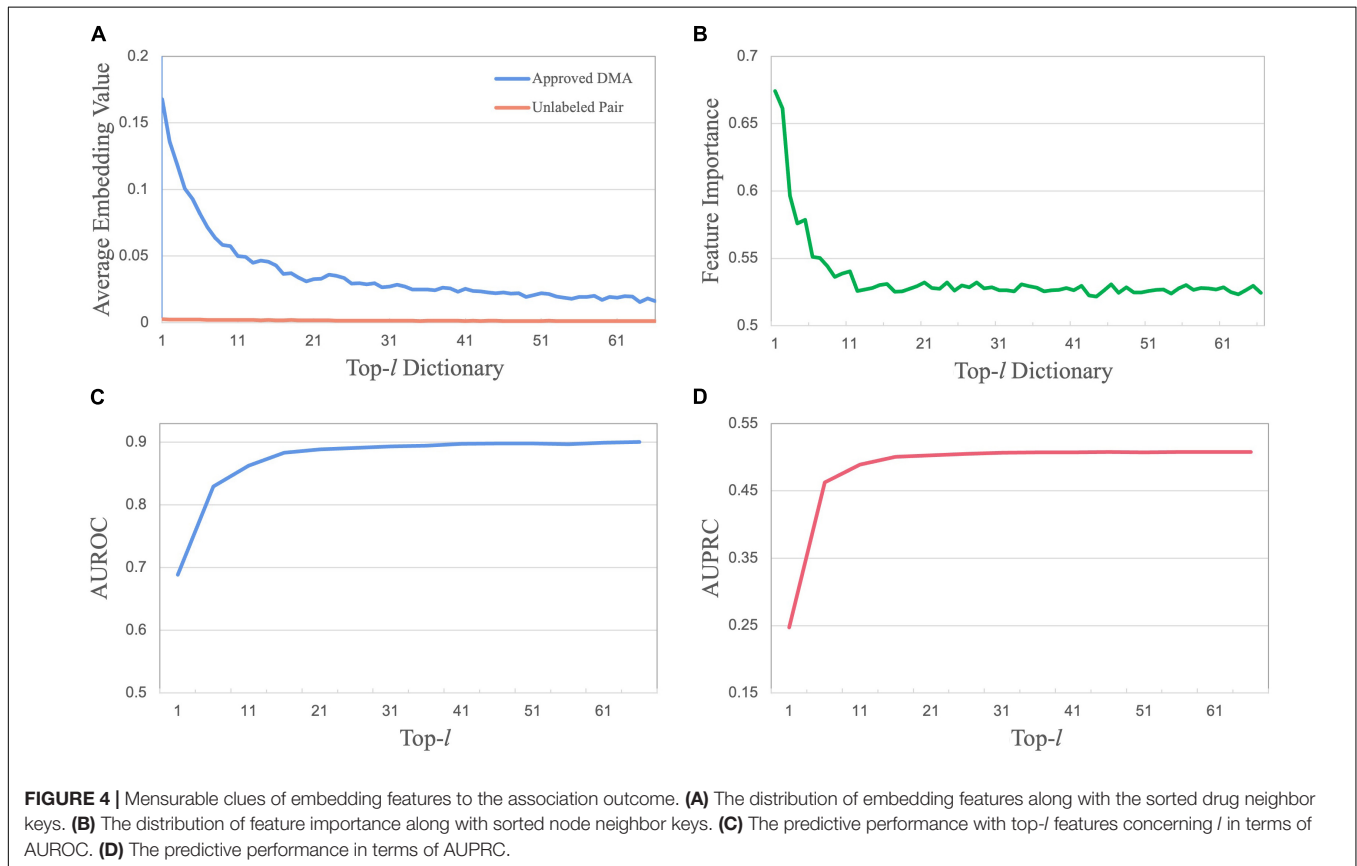 A
0.2
0.15
0.1
0.05
0
Average Embedding Value
Approved DMA
Unlabeled Pair
1 11 21 31 41 51 61
Top-l Dictionary
B
0.7
0.65
0.6
0.55
0.5
Feature Importance
1 11 21 31 41 51 61
Top-l Dictionary
C
0.9
0.8
0.7
0.6
0.5
AUROC
1 11 21 31 41 51 61
Top-l
D
0.55
0.45
0.35
0.25
0.15
AUPRC
1 11 21 31 41 51 61
Top-l
FIGURE 4 | Mensurable clues of embedding features to the association outcome. (A) The distribution of embedding features along with the sorted drug neighbor
keys. (B) The distribution of feature importance along with sorted node neighbor keys. (C) The predictive performance with top-l features concerning l in terms of
AUROC. (D) The predictive performance in terms of AUPRC.